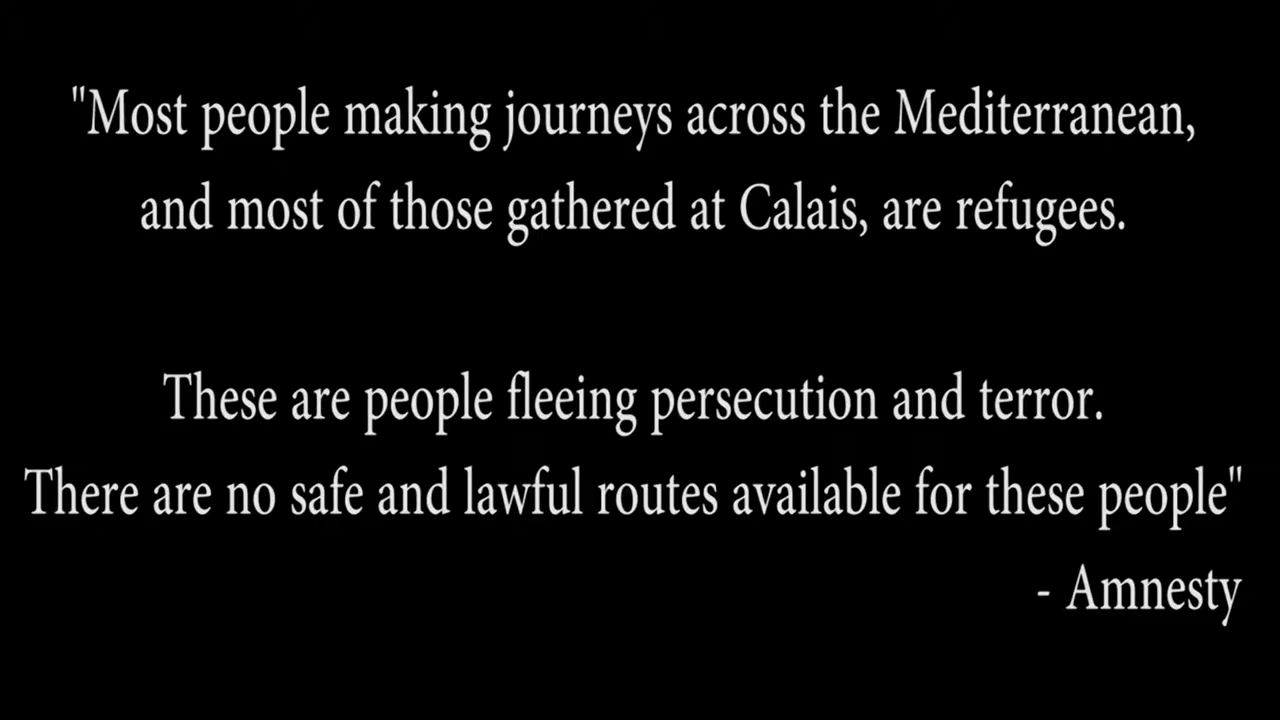 "Most people making journeys across the Mediterranean,
and most of those gathered at Calais, are refugees.
These are people fleeing persecution and terror.
There are no safe and lawful routes available for these people"
- Amnesty